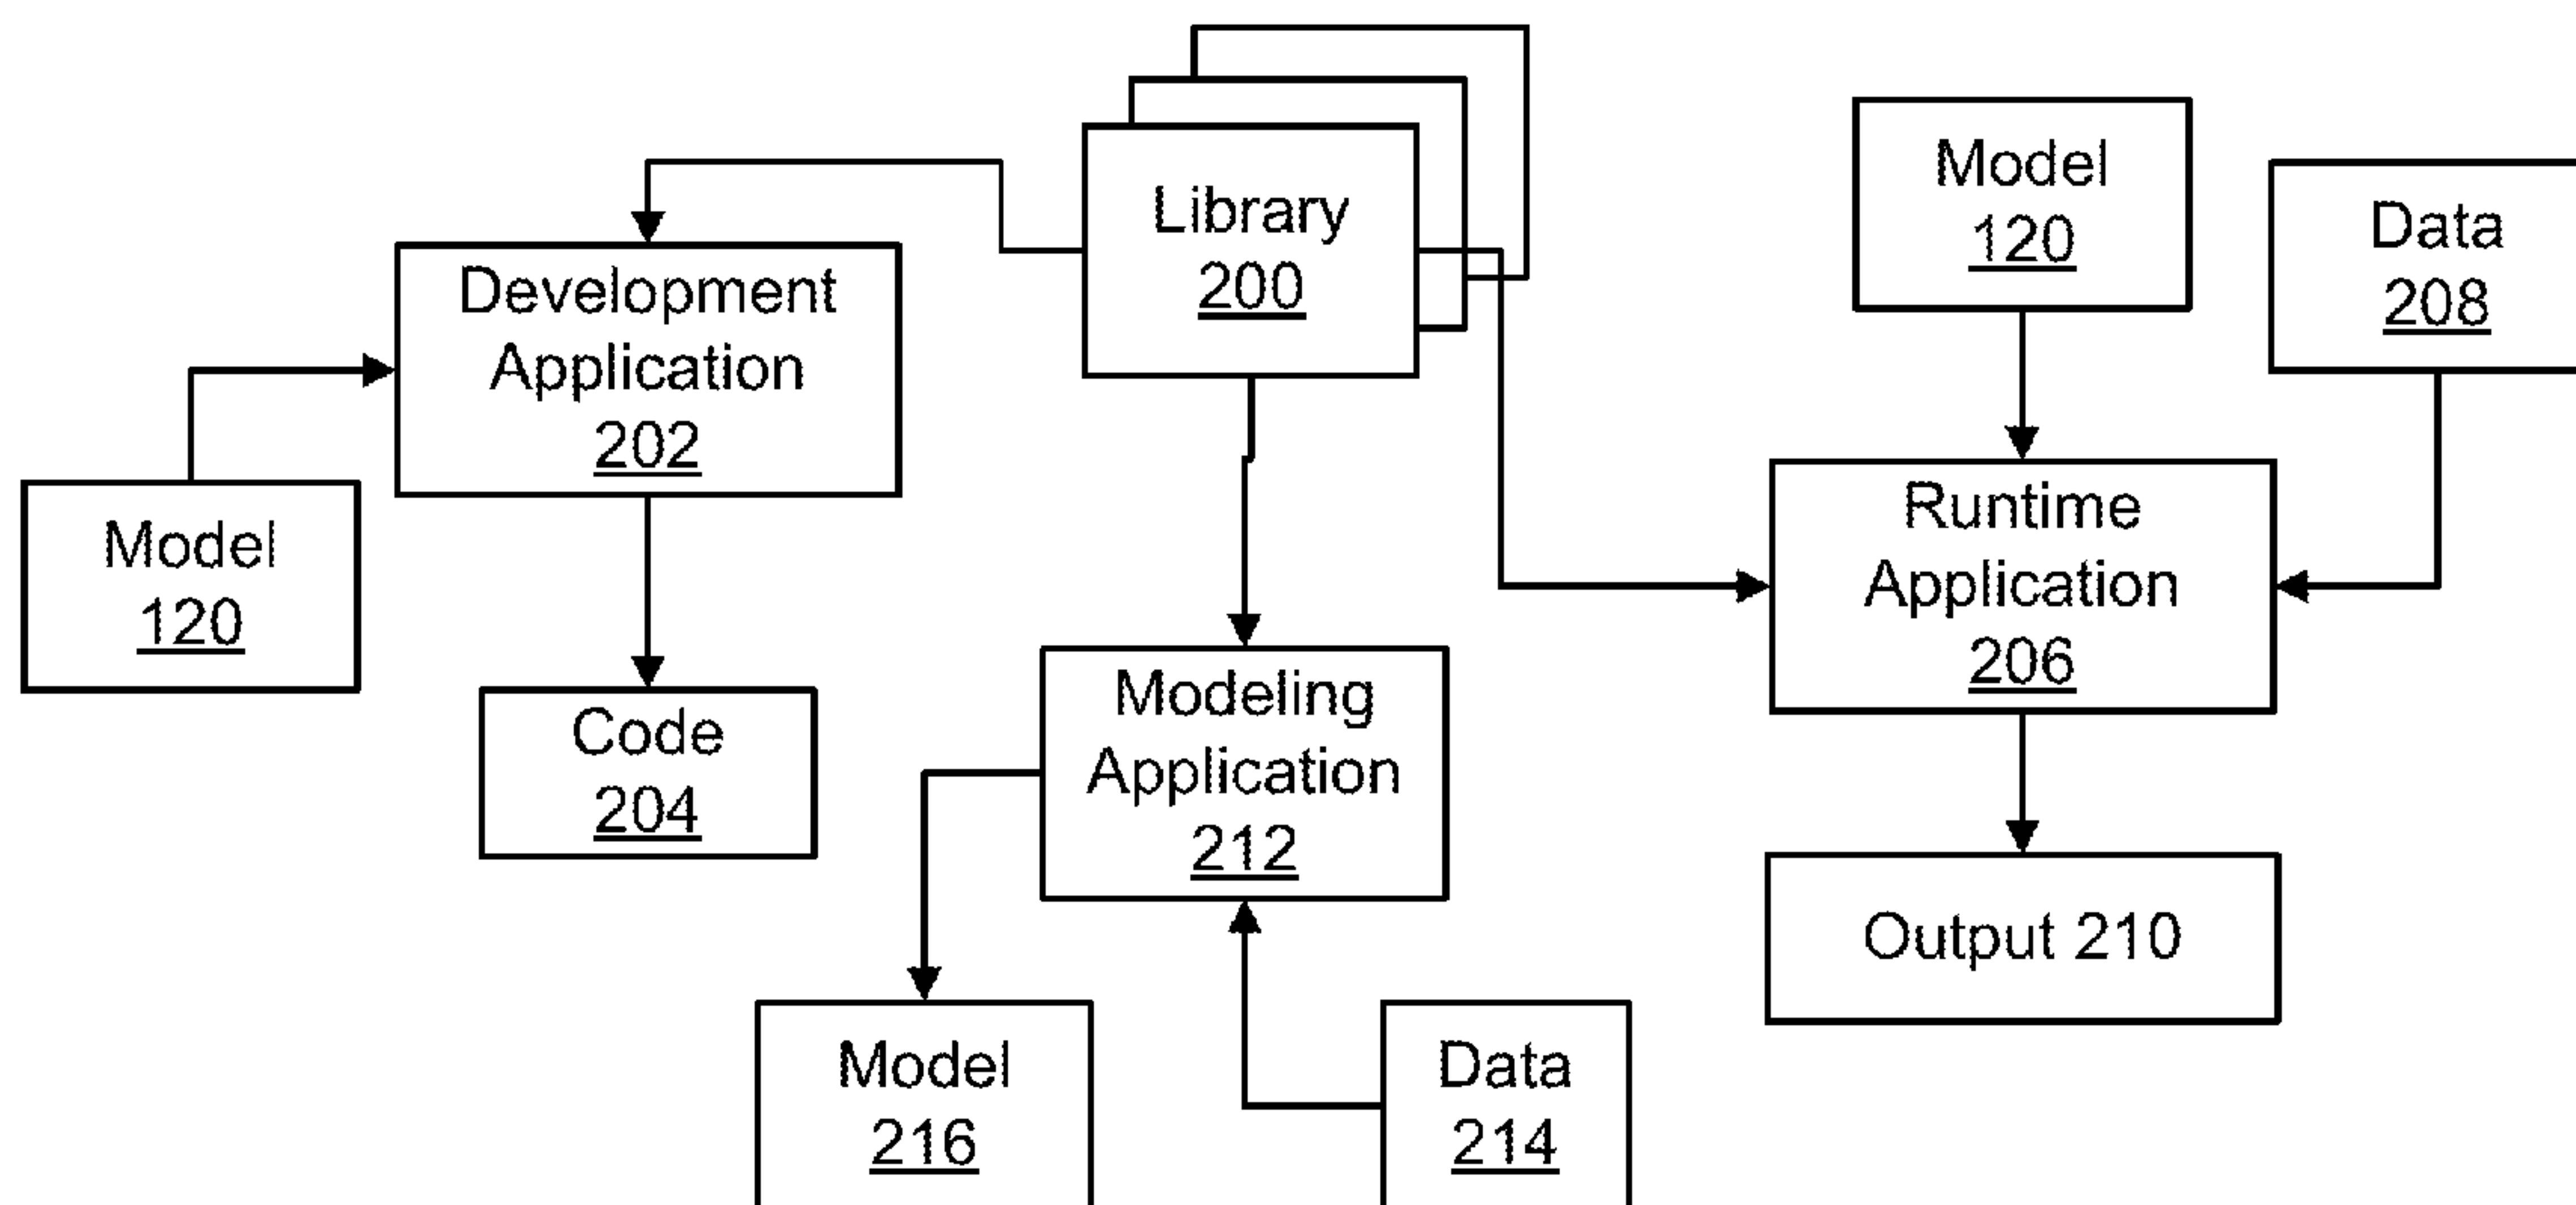 Library
200
Model
120
Data
208
Development
Application
202
Runtime
Application
206
Model
120
Code
204
Modeling
Application
212
Output 210
Model
216
Data
214